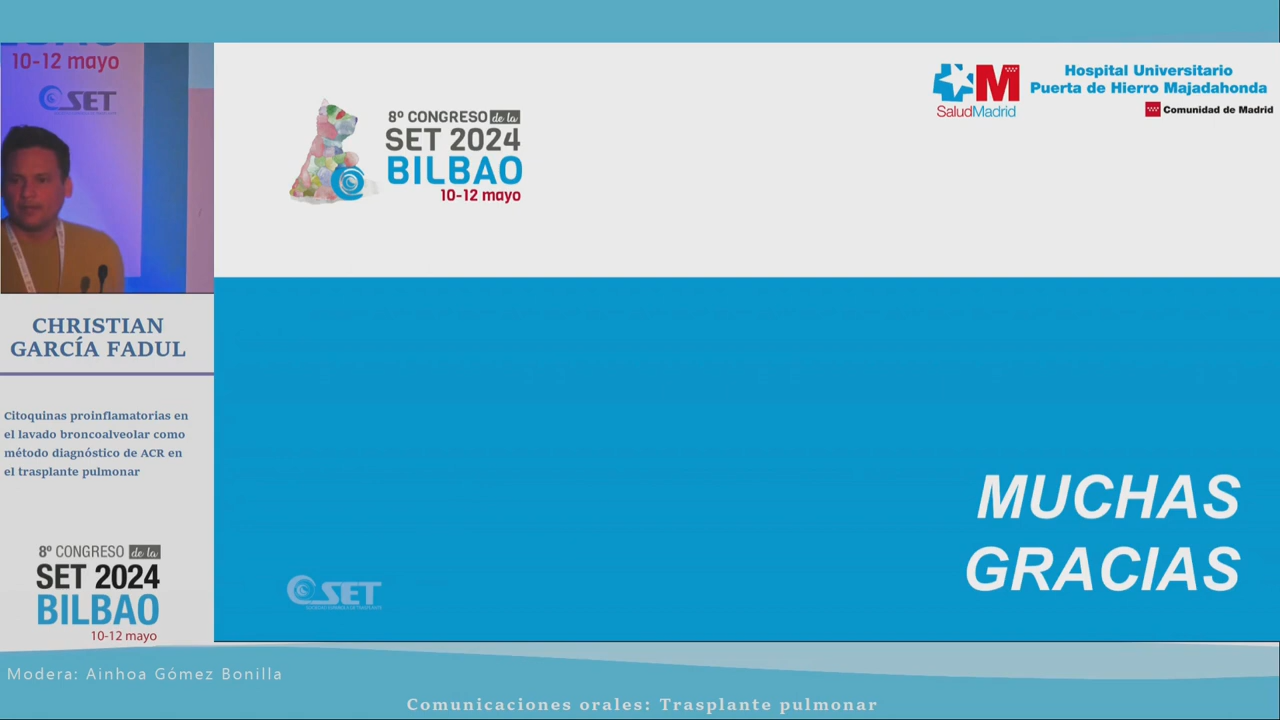 10-12 mayo
SET
CHRISTIAN
GARCÍA FADUL
Citoquinas proinflamatorias en
el lavado broncoalveolar como
método diagnóstico de ACR en
el trasplante pulmonar
8º CONGRESO de la
SET 2024
BILBAO
10-12 mayo
8º CONGRESO de la
SET 2024
BILBAO
10-12 mayo
SaludMadrid
Hospital Universitario
Puerta de Hierro Majadahonda
Comunidad de Madrid
MUCHAS
GRACIAS
SET
Modera: Ainhoa Gómez Bonilla
Comunicaciones orales: Trasplante pulmonar